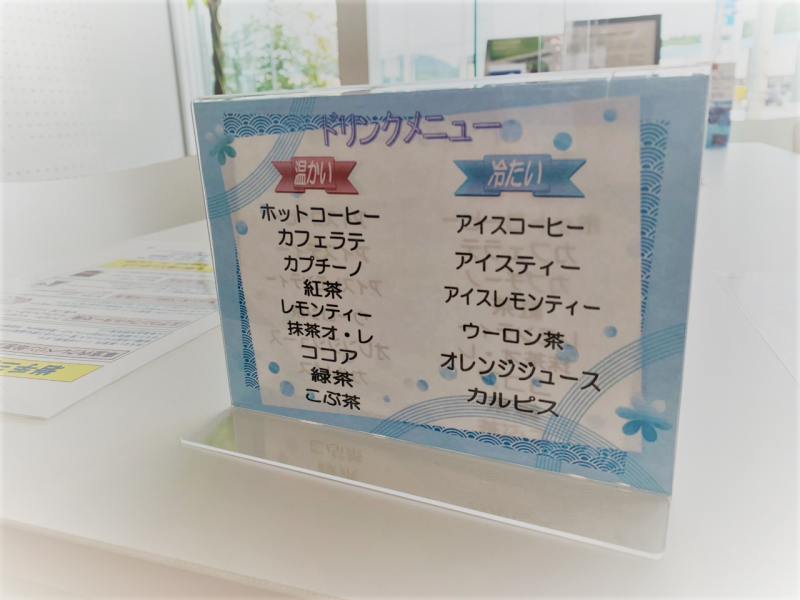 ドリンクメニュー
温かい
ホットコーヒー
カフェラテ
カプチーノ
紅茶
レモンティー
抹茶オ・レ
ココア
緑茶
こぶ茶
冷たい
アイスコーヒー
アイスティー
アイスレモンティー
ウーロン茶
オレンジジュース
カルピス